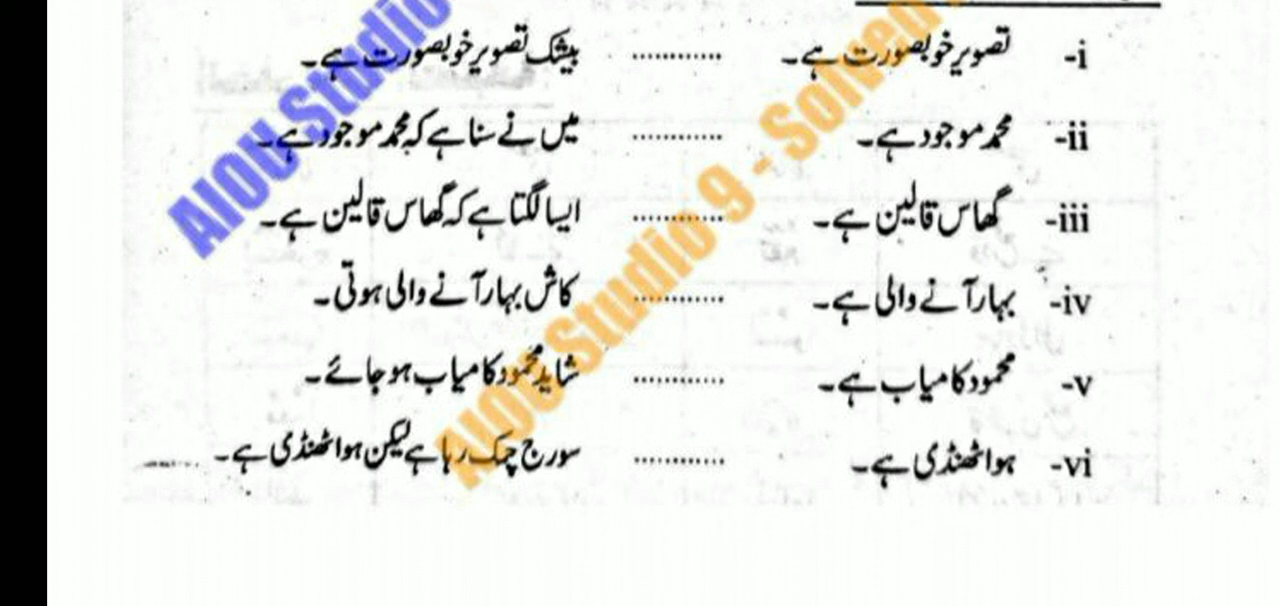 i- تصویر خوبصورت ہے۔ ............ بیشک تصویر خوبصورت ہے۔
ii- محمد موجود ہے۔ ............ میں نے سنا ہے کہ محمد موجود ہے۔
iii- گھاس قالین ہے۔ ............ ایسا لگتا ہے کہ گھاس قالین ہے۔
iv- بہار آنے والی ہے۔ ............ کاش بہار آنے والی ہوتی۔
v- محمود کامیاب ہے۔ ............ شاید محمود کامیاب ہو جائے۔
vi- ہوا ٹھنڈی ہے۔ ............ سورج چمک رہا ہے لیکن ہوا ٹھنڈی ہے۔
AIOU Studio
AIOU Studio 9 - Solved